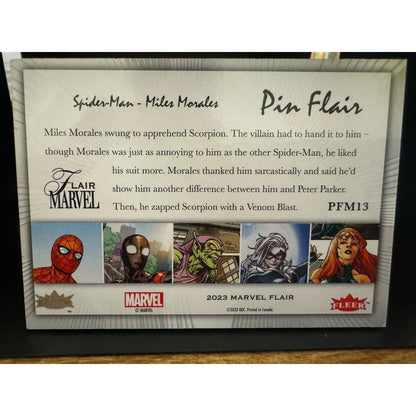 Spider-Man - Miles Morales
Pin Flair
Miles Morales swung to apprehend Scorpion. The villain had to hand it to him –
though Morales was just as annoying to him as the other Spider-Man, he liked
his suit more. Morales thanked him sarcastically and said he'd
show him another difference between him and Peter Parker.
Then, he zapped Scorpion with a Venom Blast.
FLAIR
MARVEL
PFM13
MARVEL
© MARVEL
2023 MARVEL FLAIR
©2023 UDC. Printed in Canada.
FLEER